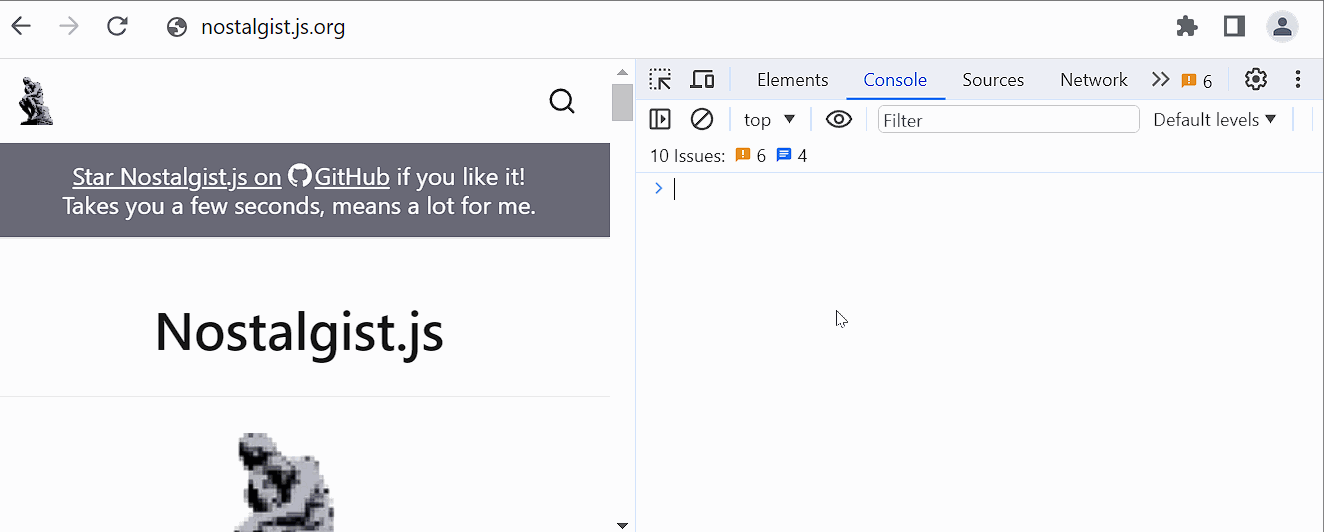 nostalgist.js.org
Star Nostalgist.js on GitHub if you like it!
Takes you a few seconds, means a lot for me.
Nostalgist.js
Elements Console Sources Network 6
top Filter Default levels
10 Issues: 6 4